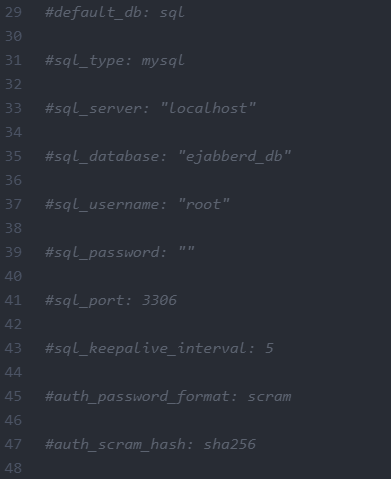 29 #default_db: sql
30
31 #sql_type: mysql
32
33 #sql_server: "localhost"
34
35 #sql_database: "ejabberd_db"
36
37 #sql_username: "root"
38
39 #sql_password: ""
40
41 #sql_port: 3306
42
43 #sql_keepalive_interval: 5
44
45 #auth_password_format: scram
46
47 #auth_scram_hash: sha256
48